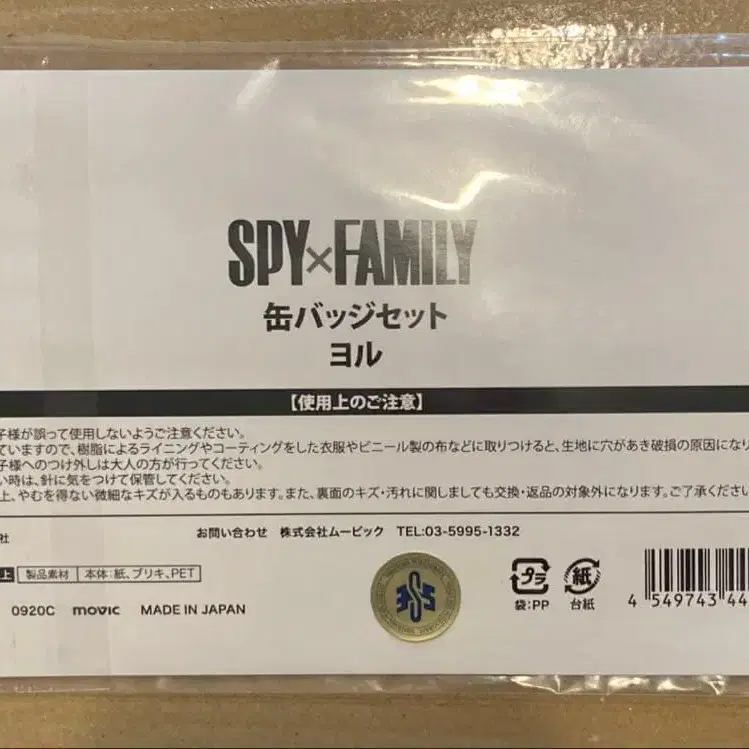 SPY×FAMILY
缶バッジセット
ヨル
【使用上のご注意】
子様が誤って使用しないようご注意ください。
ていますので、樹脂によるライニングやコーティングをした衣服やビニール製の布などに取りつけると、生地に穴があき破損の原因になり
子様へのつけ外しは大人の方が行ってください。
い時は、針に気をつけて保管してください。
上、やむを得ない微細なキズが入るものもあります。また、裏面のキズ・汚れに関しましても交換・返品の対象外になります。ご了承ください
社
お問い合わせ 株式会社ムービック TEL:03-5995-1332
上 製品素材 本体:紙、ブリキ、PET
0920C movic MADE IN JAPAN
プラ
袋:PP
紙
台紙
4 549743 44